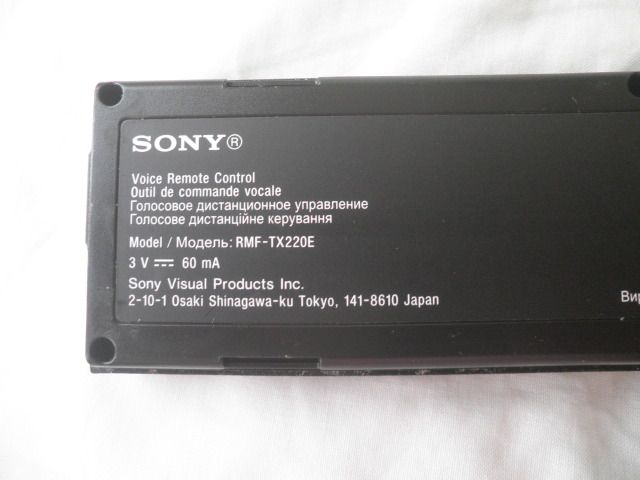 SONY®
Voice Remote Control
Outil de commande vocale
Голосовое дистанционное управление
Голосове дистанційне керування
Model / Модель: RMF-TX220E
3 V ⎓ 60 mA
Sony Visual Products Inc.
2-10-1 Osaki Shinagawa-ku Tokyo, 141-8610 Japan